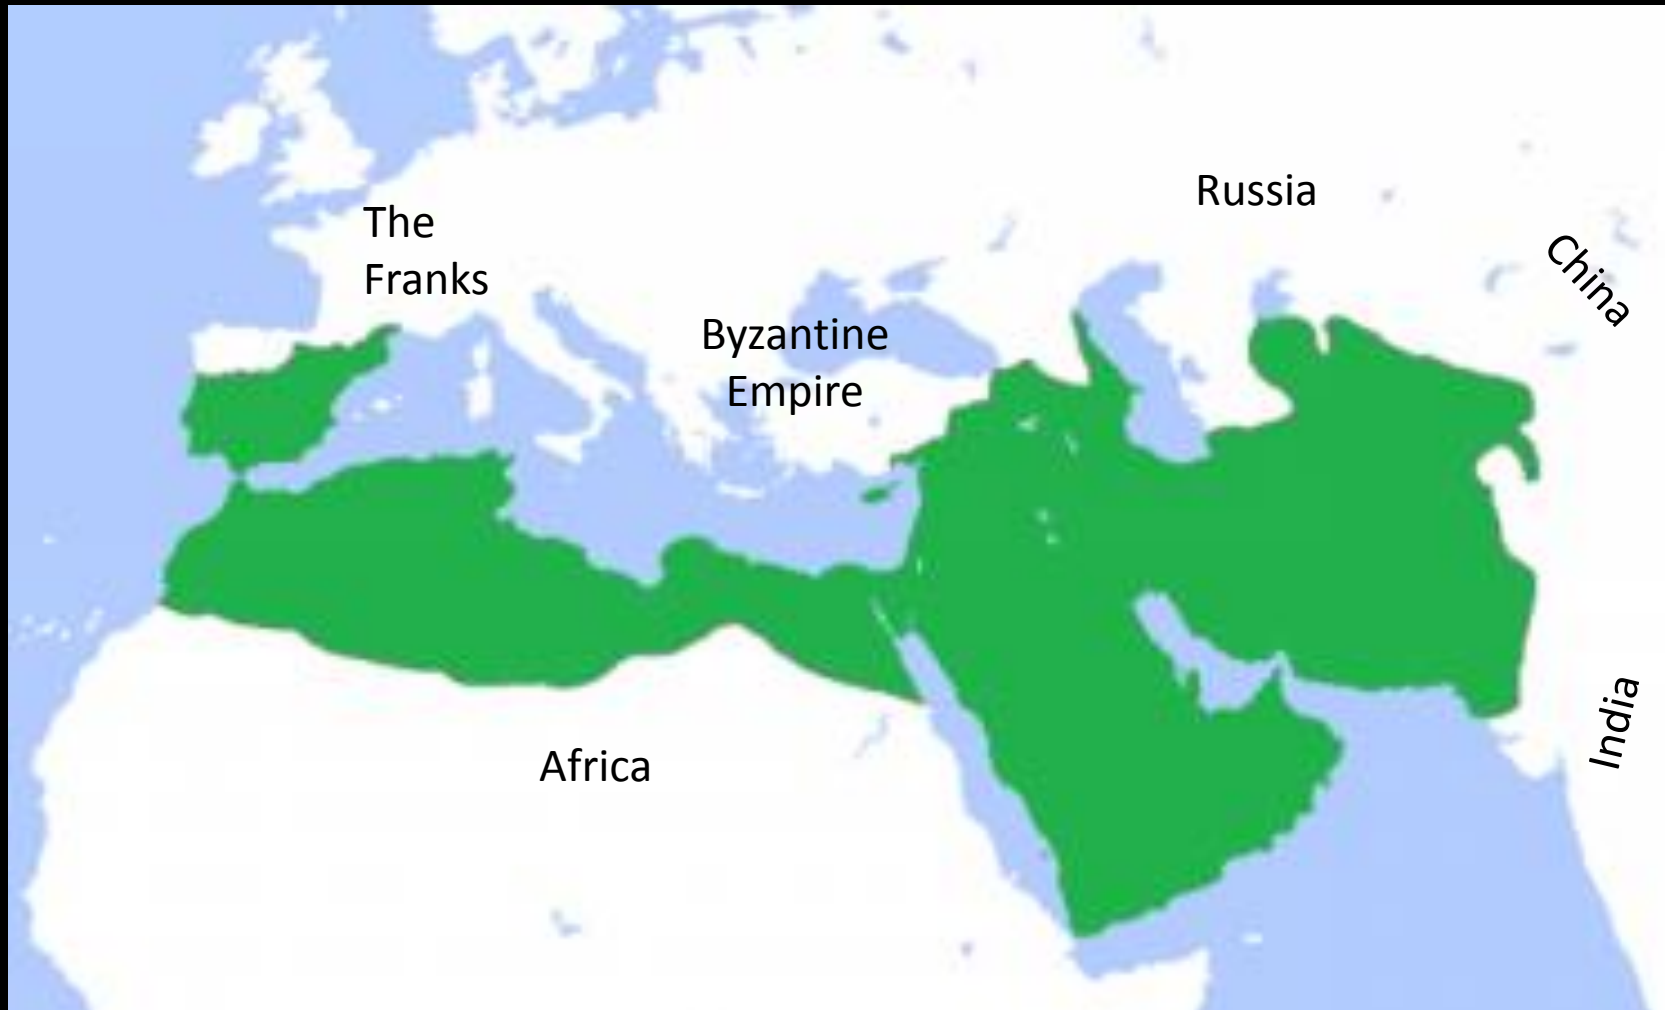 Russia
The
Franks
China
Byzantine
Empire
India
Africa